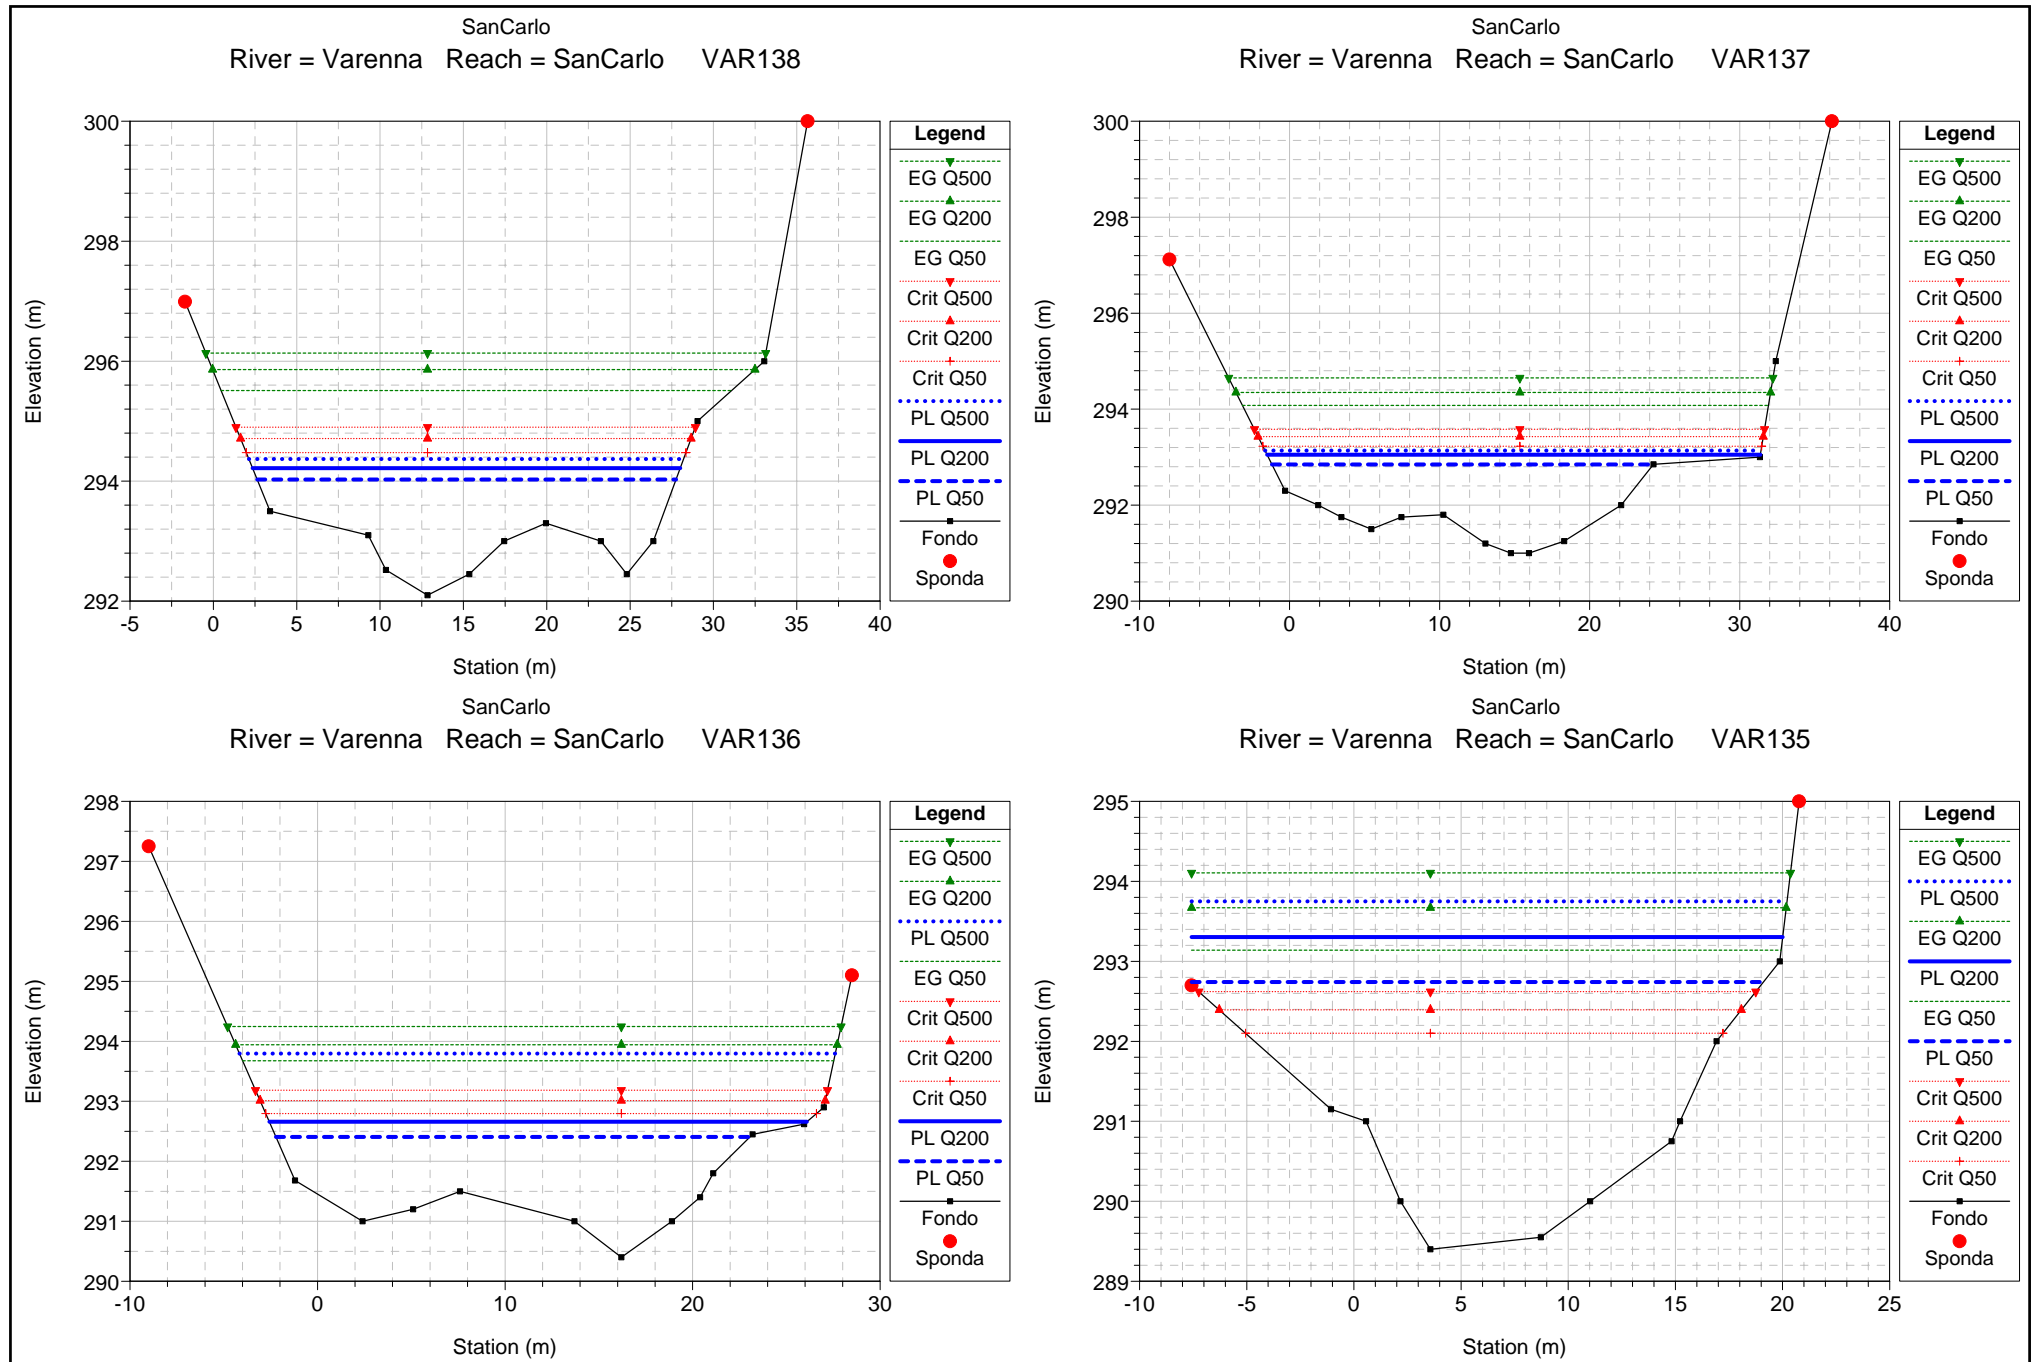 SanCarlo
River = Varenna Reach = SanCarlo VAR138
300
298
296
294
292
-5 0 5 10 15 20 25 30 35 40
Elevation (m)
Station (m)
Legend
EG Q500
EG Q200
EG Q50
Crit Q500
Crit Q200
Crit Q50
PL Q500
PL Q200
PL Q50
Fondo
Sponda
SanCarlo
River = Varenna Reach = SanCarlo VAR137
300
298
296
294
292
290
-10 0 10 20 30 40
Elevation (m)
Station (m)
Legend
EG Q500
EG Q200
EG Q50
Crit Q500
Crit Q200
Crit Q50
PL Q500
PL Q200
PL Q50
Fondo
Sponda
SanCarlo
River = Varenna Reach = SanCarlo VAR136
298
297
296
295
294
293
292
291
290
-10 0 10 20 30
Elevation (m)
Station (m)
Legend
EG Q500
EG Q200
PL Q500
EG Q50
Crit Q500
Crit Q200
Crit Q50
PL Q200
PL Q50
Fondo
Sponda
SanCarlo
River = Varenna Reach = SanCarlo VAR135
295
294
293
292
291
290
289
-10 -5 0 5 10 15 20 25
Elevation (m)
Station (m)
Legend
EG Q500
PL Q500
EG Q200
PL Q200
EG Q50
PL Q50
Crit Q500
Crit Q200
Crit Q50
Fondo
Sponda